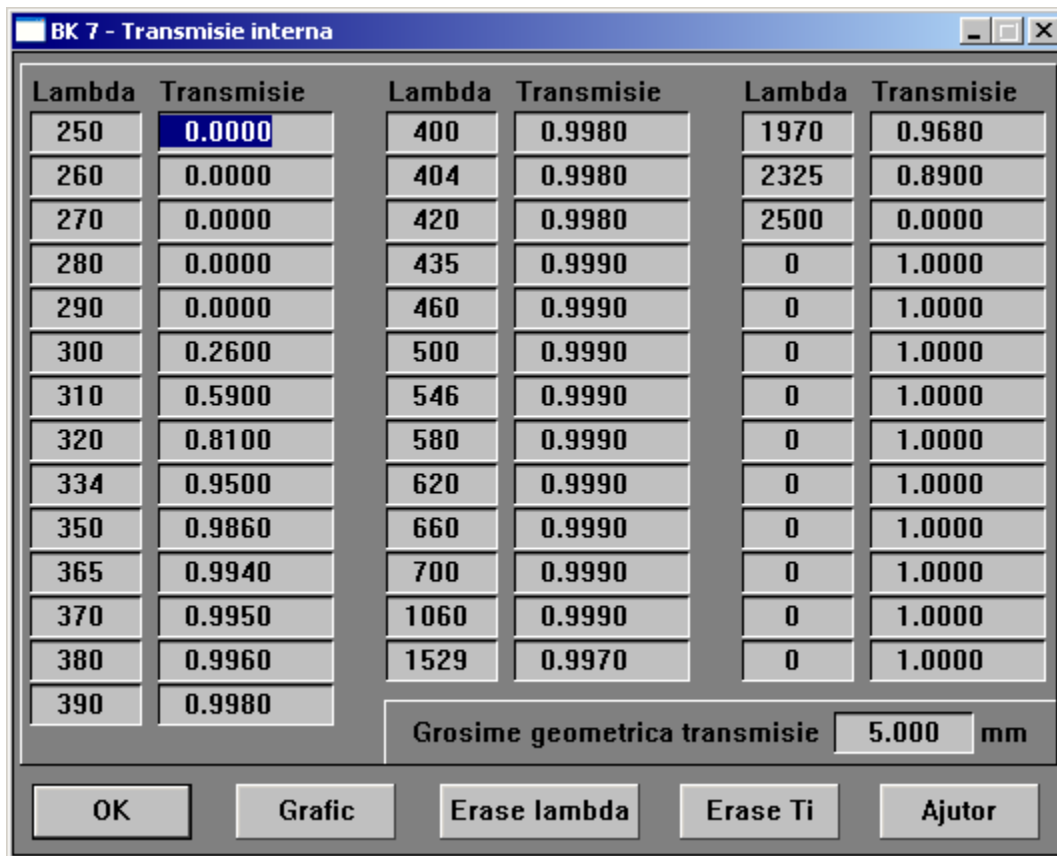 BK 7 - Transmisie interna
Lambda Transmisie Lambda Transmisie Lambda Transmisie
250 0.0000 400 0.9980 1970 0.9680
260 0.0000 404 0.9980 2325 0.8900
270 0.0000 420 0.9980 2500 0.0000
280 0.0000 435 0.9990 0 1.0000
290 0.0000 460 0.9990 0 1.0000
300 0.2600 500 0.9990 0 1.0000
310 0.5900 546 0.9990 0 1.0000
320 0.8100 580 0.9990 0 1.0000
334 0.9500 620 0.9990 0 1.0000
350 0.9860 660 0.9990 0 1.0000
365 0.9940 700 0.9990 0 1.0000
370 0.9950 1060 0.9990 0 1.0000
380 0.9960 1529 0.9970 0 1.0000
390 0.9980
Grosime geometrica transmisie 5.000 mm
OK Grafic Erase lambda Erase Ti Ajutor